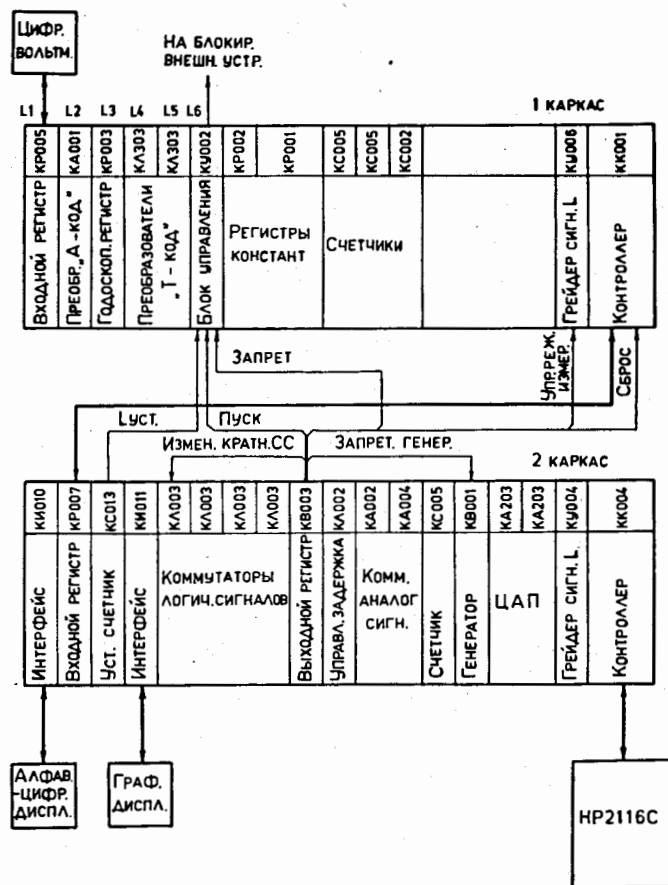 ЦИФР.
ВОЛЬТМ.
НА БЛОКИР.
ВНЕШН. УСТР.
L1 L2 L3 L4 L5 L6
1 КАРКАС
КР005 КА001 КР003 КЛ303 КЛ303 КУ002 КР002 КР001 КС005 КС005 КС002 КУ006 КК001
ВХОДНОЙ РЕГИСТР
ПРЕОБР. „А-КОД"
ГОДОСКОП. РЕГИСТР
ПРЕОБРАЗОВАТЕЛИ
„Т-КОД"
БЛОК УПРАВЛЕНИЯ
РЕГИСТРЫ
КОНСТАНТ
СЧЕТЧИКИ
ГРЕЙДЕР СИГН. L
КОНТРОЛЛЕР
ЗАПРЕТ
УПР. РЕЖ.
ИЗМЕР.
СБРОС
LУСТ.
ПУСК
ИЗМЕН. КРАТН. СС
ЗАПРЕТ. ГЕНЕР.
2 КАРКАС
КИ010 КР007 КС013 КИ011 КЛ003 КЛ003 КЛ003 КЛ003 КВ003 КЛ002 КА002 КА004 КС005 КВ001 КА203 КА203 КУ004 КК004
ИНТЕРФЕЙС
ВХОДНОЙ РЕГИСТР
УСТ. СЧЕТЧИК
ИНТЕРФЕЙС
КОММУТАТОРЫ
ЛОГИЧ. СИГНАЛОВ
ВЫХОДНОЙ РЕГИСТР
УПРАВЛ. ЗАДЕРЖКА
КОММ.
АНАЛОГ
СИГН.
СЧЕТЧИК
ГЕНЕРАТОР
ЦАП
ГРЕЙДЕР СИГН. L
КОНТРОЛЛЕР
АЛФАВ.
-ЦИФР.
ДИСПЛ.
ГРАФ.
ДИСПЛ.
HP2116C